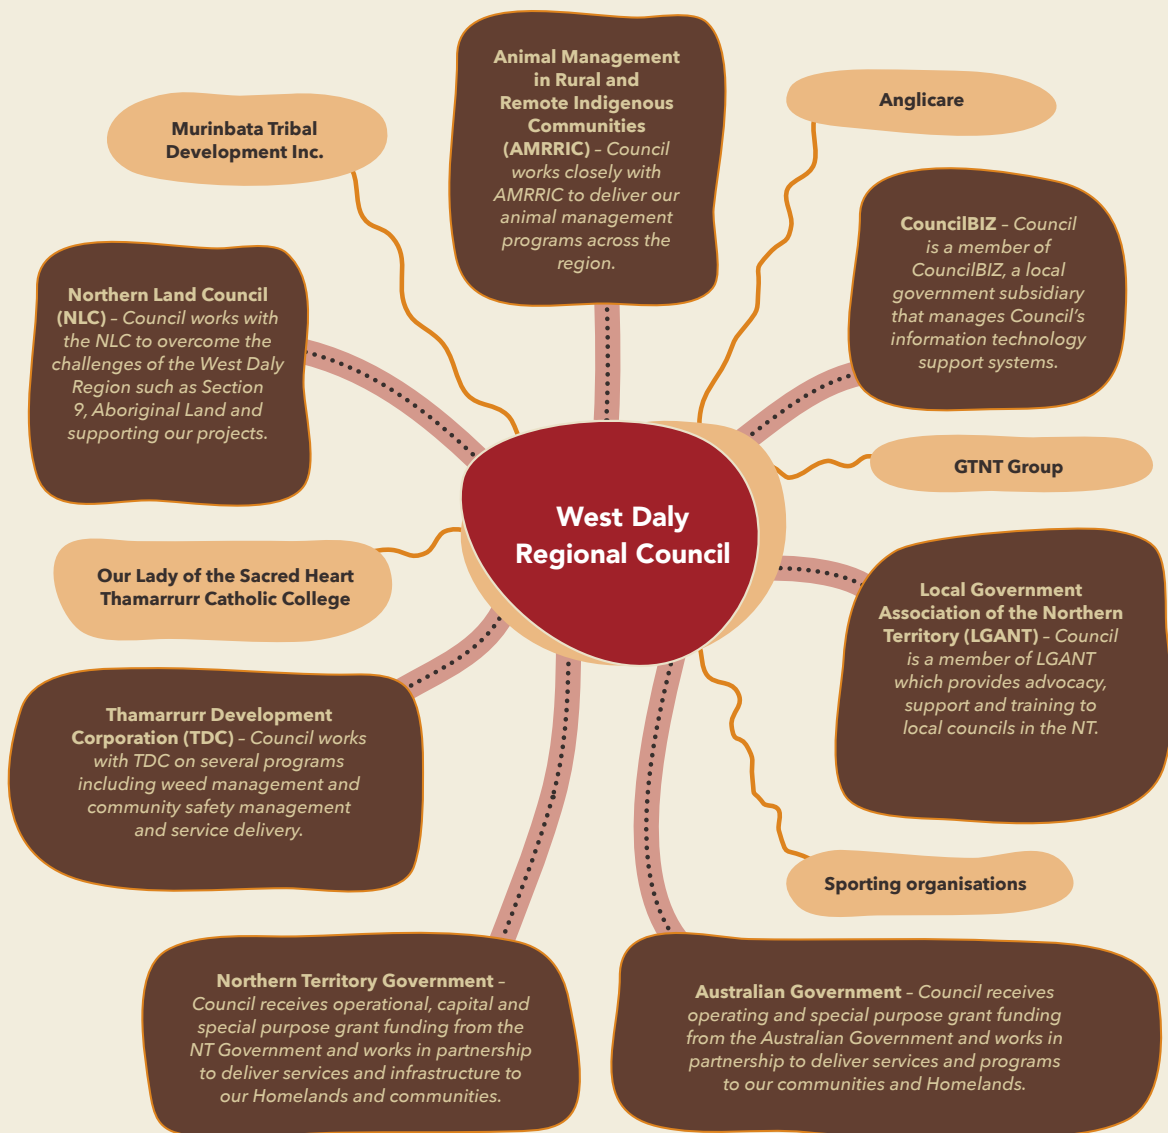 Animal Management
in Rural and
Remote Indigenous
Communities
(AMRRIC) – Council
works closely with
AMRRIC to deliver our
animal management
programs across the
region.
Anglicare
Murinbata Tribal
Development Inc.
CouncilBIZ – Council
is a member of
CouncilBIZ, a local
government subsidiary
that manages Council’s
information technology
support systems.
Northern Land Council
(NLC) – Council works with
the NLC to overcome the
challenges of the West Daly
Region such as Section
9, Aboriginal Land and
supporting our projects.
GTNT Group
West Daly
Regional Council
Our Lady of the Sacred Heart
Thamarrurr Catholic College
Local Government
Association of the Northern
Territory (LGANT) – Council
is a member of LGANT
which provides advocacy,
support and training to
local councils in the NT.
Thamarrurr Development
Corporation (TDC) – Council works
with TDC on several programs
including weed management and
community safety management
and service delivery.
Sporting organisations
Northern Territory Government –
Council receives operational, capital and
special purpose grant funding from the
NT Government and works in partnership
to deliver services and infrastructure to
our Homelands and communities.
Australian Government – Council receives
operating and special purpose grant funding
from the Australian Government and works in
partnership to deliver services and programs
to our communities and Homelands.